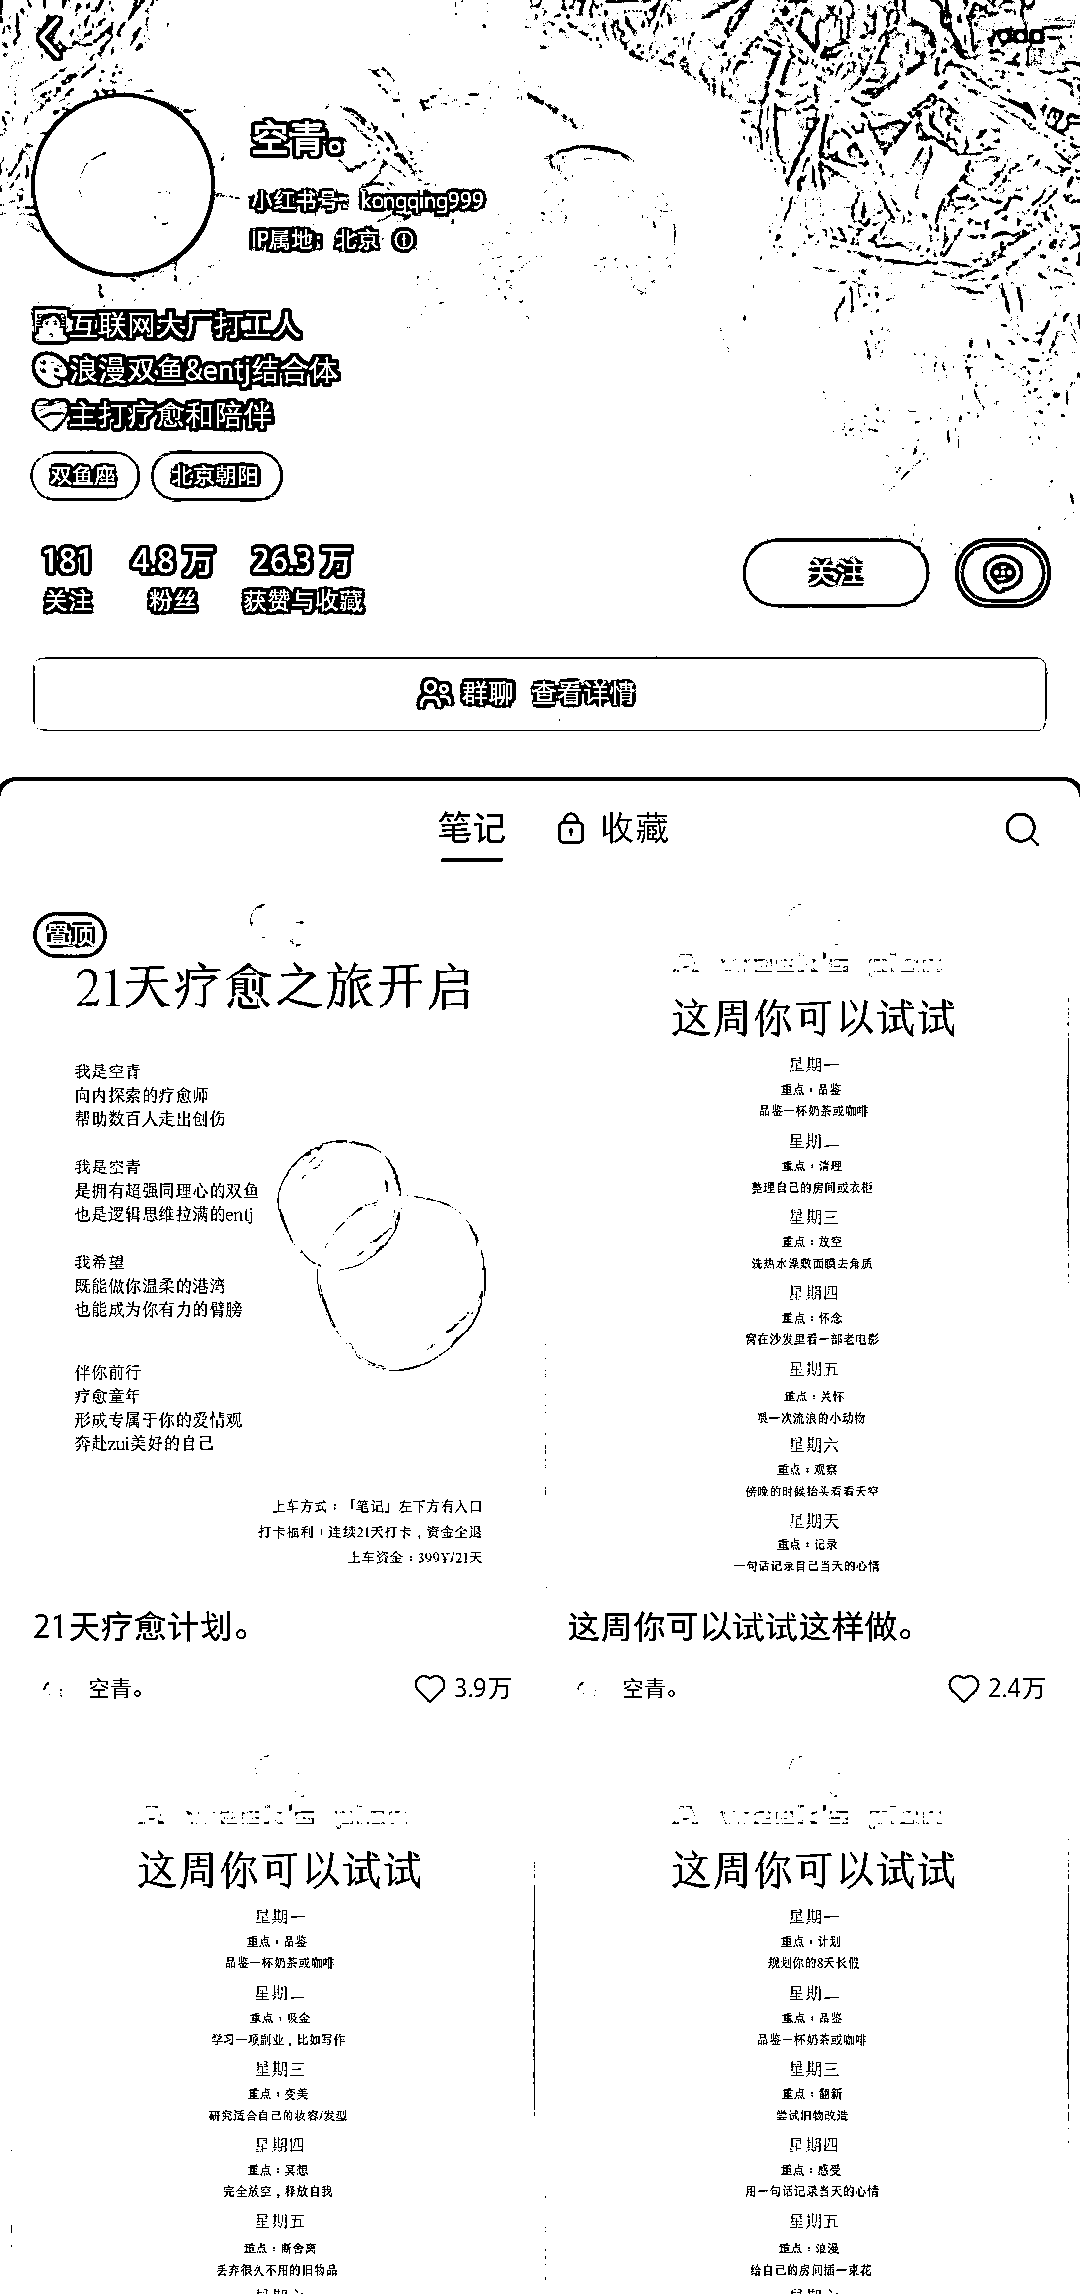 空青。
小红书号：kongqing999
IP属地：北京
互联网大厂打工人
浪漫双鱼&entj结合体
主打疗愈和陪伴
双鱼座 北京朝阳
181 4.8万 26.3万
关注 粉丝 获赞与收藏
关注
群聊 查看详情
笔记 收藏
置顶
21天疗愈之旅开启
我是空青
向内探索的疗愈师
帮助数百人走出创伤
我是空青
是拥有超强同理心的双鱼
也是逻辑思维拉满的entj
我希望
既能做你温柔的港湾
也能成为你有力的臂膀
伴你前行
疗愈童年
形成专属于你的爱情观
奔赴zui美好的自己
上车方式：「笔记」左下方有入口
打卡福利：连续21天打卡，资金全退
上车资金：399¥/21天
21天疗愈计划。
空青。 3.9万
A week's plan
这周你可以试试
星期一
重点：品鉴
品鉴一杯奶茶或咖啡
星期二
重点：清理
整理自己的房间或衣柜
星期三
重点：放空
洗热水澡敷面膜去角质
星期四
重点：怀念
窝在沙发里看一部老电影
星期五
重点：关怀
喂一次流浪的小动物
星期六
重点：观察
傍晚的时候抬头看看天空
星期天
重点：记录
一句话记录自己当天的心情
这周你可以试试这样做。
空青。 2.4万
A week's plan
这周你可以试试
星期一
重点：品鉴
品鉴一杯奶茶或咖啡
星期二
重点：吸金
学习一项副业，比如写作
星期三
重点：变美
研究适合自己的妆容/发型
星期四
重点：冥想
完全放空，释放自我
星期五
重点：断舍离
丢弃很久不用的旧物品
A week's plan
这周你可以试试
星期一
重点：计划
规划你的8天长假
星期二
重点：品鉴
品鉴一杯奶茶或咖啡
星期三
重点：翻新
尝试旧物改造
星期四
重点：感受
用一句话记录当天的心情
星期五
重点：浪漫
给自己的房间插一束花